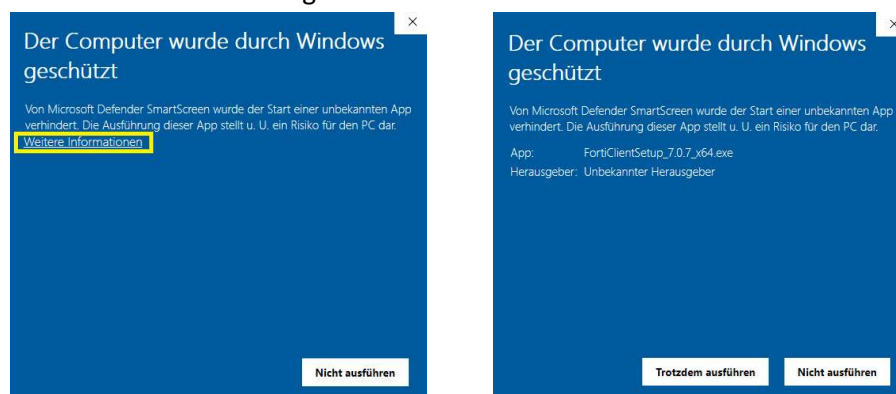 Der Computer wurde durch Windows
geschützt
Von Microsoft Defender SmartScreen wurde der Start einer unbekannten App
verhindert. Die Ausführung dieser App stellt u. U. ein Risiko für den PC dar.
Weitere Informationen
Nicht ausführen
Der Computer wurde durch Windows
geschützt
Von Microsoft Defender SmartScreen wurde der Start einer unbekannten App
verhindert. Die Ausführung dieser App stellt u. U. ein Risiko für den PC dar.
App: FortiClientSetup_7.0.7_x64.exe
Herausgeber: Unbekannter Herausgeber
Trotzdem ausführen Nicht ausführen